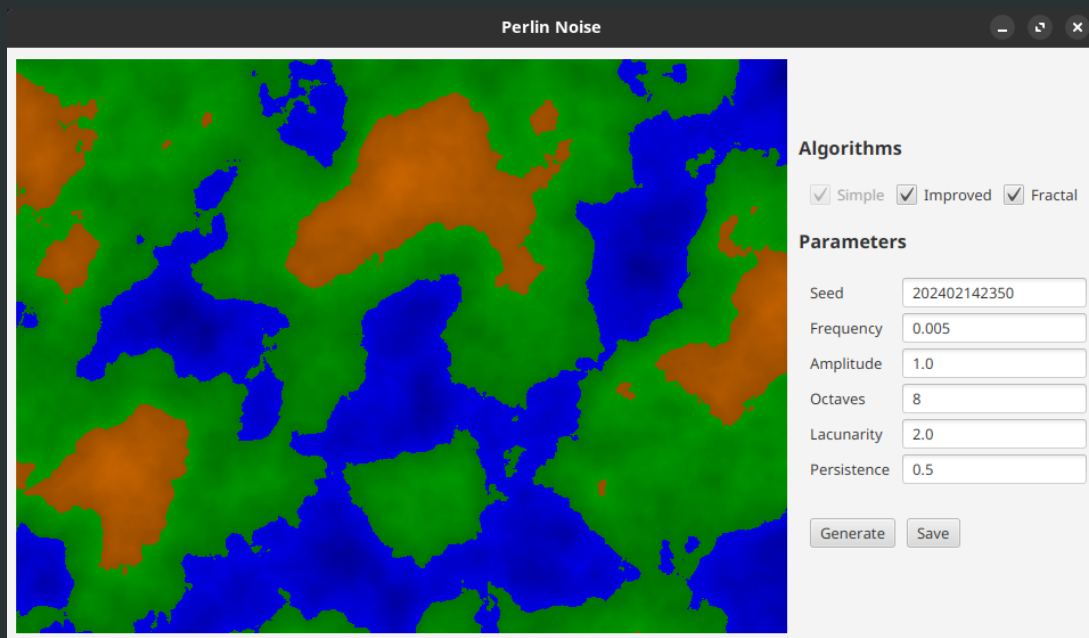 Perlin Noise
Algorithms
Simple Improved Fractal
Parameters
Seed 202402142350
Frequency 0.005
Amplitude 1.0
Octaves 8
Lacunarity 2.0
Persistence 0.5
Generate Save